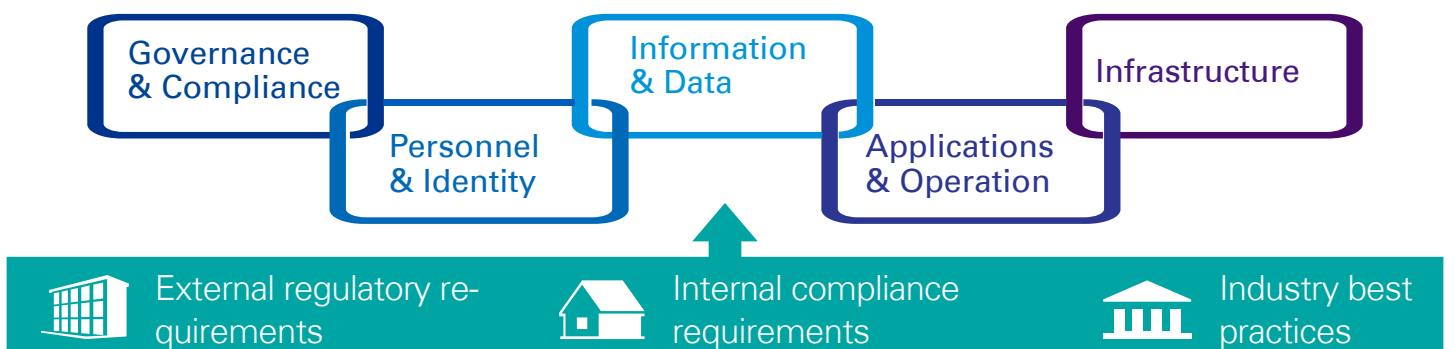 Governance
& Compliance
Information
& Data
Infrastructure
Personnel
& Identity
Applications
& Operation
External regulatory re-
quirements
Internal compliance
requirements
Industry best
practices